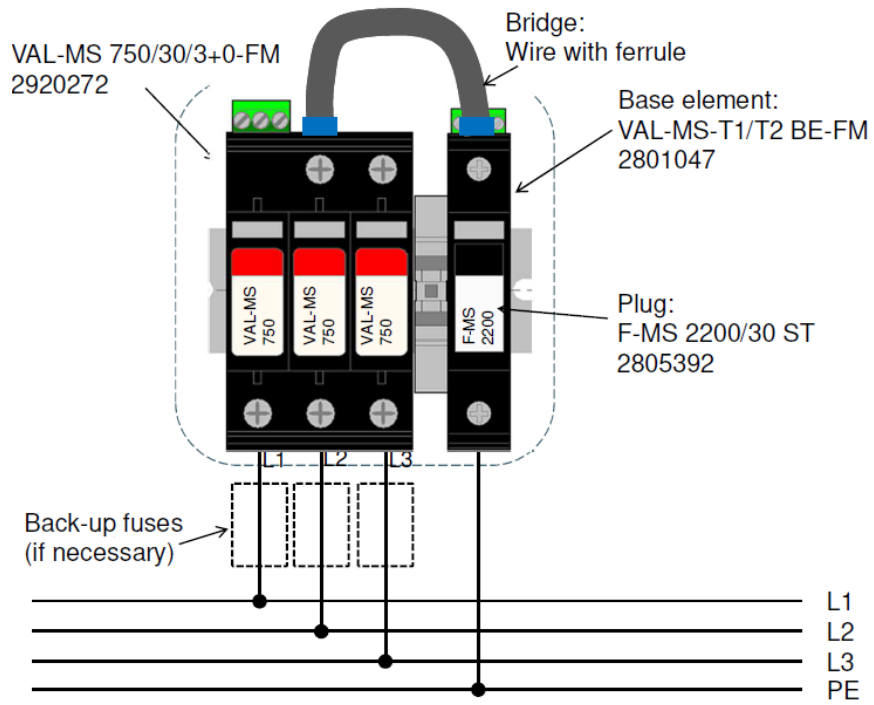 Bridge:
Wire with ferrule
VAL-MS 750/30/3+0-FM
2920272
Base element:
VAL-MS-T1/T2 BE-FM
2801047
VAL-MS
750
VAL-MS
750
VAL-MS
750
F-MS
2200
Plug:
F-MS 2200/30 ST
2805392
L1 L2 L3
Back-up fuses
(if necessary)
L1
L2
L3
PE